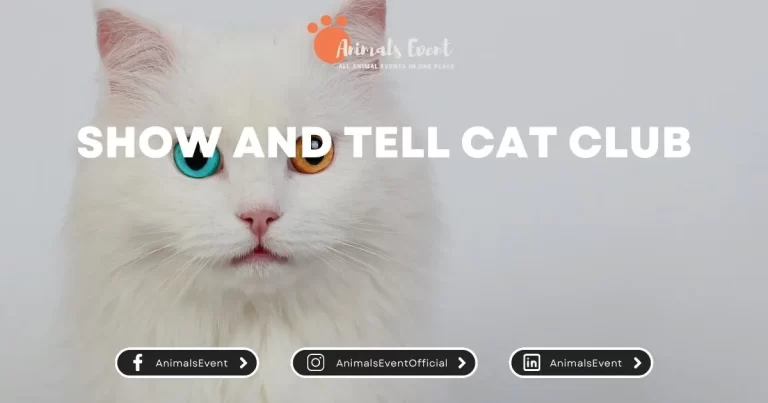 Animals Event
ALL ANIMAL EVENTS IN ONE PLACE
SHOW AND TELL CAT CLUB
AnimalsEvent
AnimalsEventOfficial
AnimalsEvent